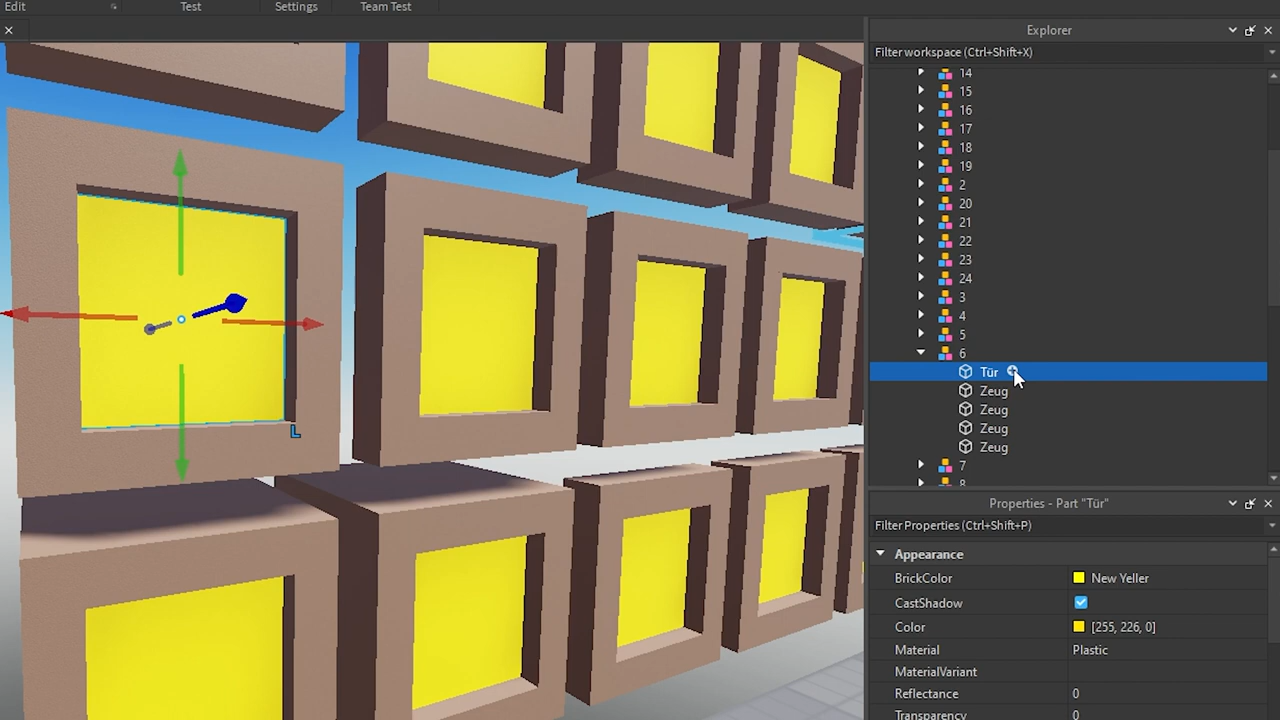 Edit Test Settings Team Test
Explorer
Filter workspace (Ctrl+Shift+X)
14
15
16
17
18
19
2
20
21
22
23
24
3
4
5
6
Tür
Zeug
Zeug
Zeug
Zeug
7
8
Properties - Part "Tür"
Filter Properties (Ctrl+Shift+P)
Appearance
BrickColor New Yeller
CastShadow
Color [255, 226, 0]
Material Plastic
MaterialVariant
Reflectance 0
Transparency 0
L